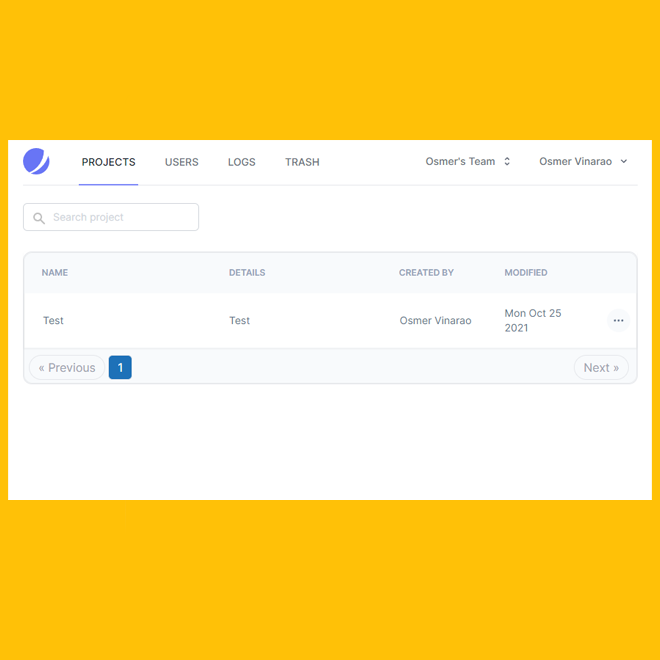 PROJECTS USERS LOGS TRASH Osmer's Team Osmer Vinarao
Search project
NAME DETAILS CREATED BY MODIFIED
Test Test Osmer Vinarao Mon Oct 25
2021
« Previous 1 Next »